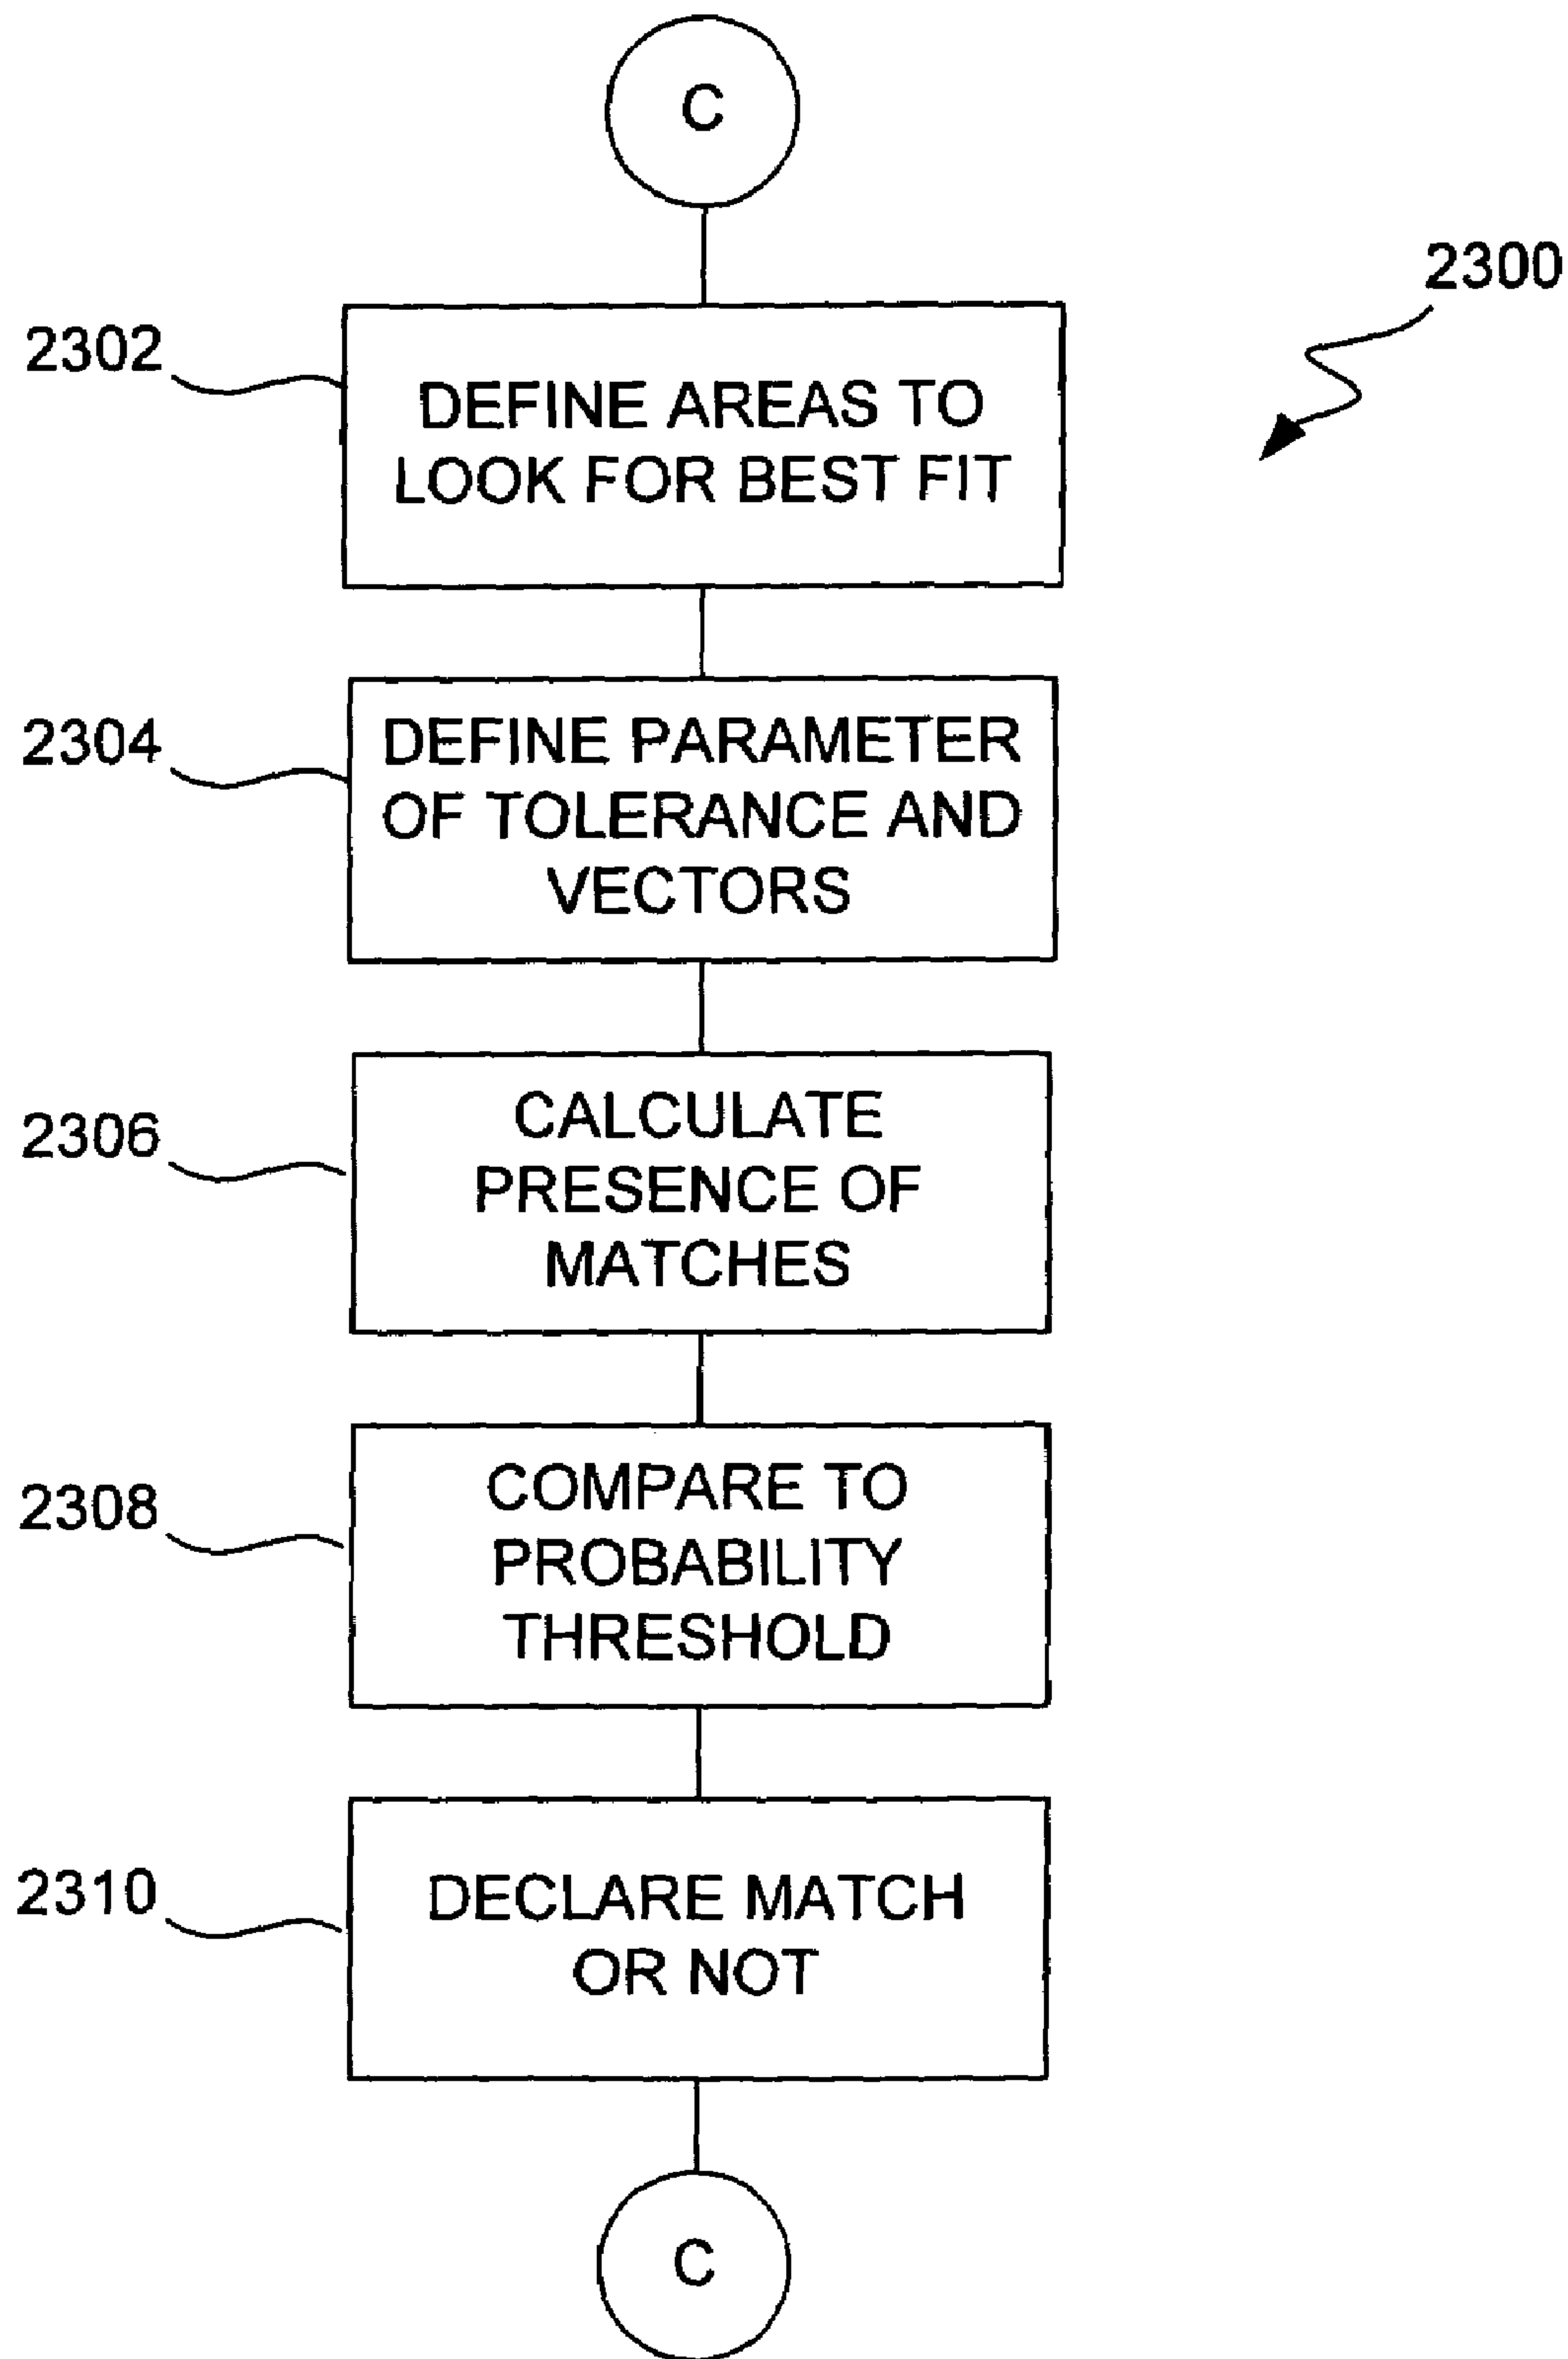 C
2300
2302
DEFINE AREAS TO
LOOK FOR BEST FIT
2304
DEFINE PARAMETER
OF TOLERANCE AND
VECTORS
2306
CALCULATE
PRESENCE OF
MATCHES
2308
COMPARE TO
PROBABILITY
THRESHOLD
2310
DECLARE MATCH
OR NOT
C